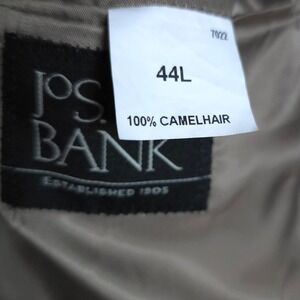 7022
44L
100% CAMELHAIR
JOS.
BANK
ESTABLISHED 1905